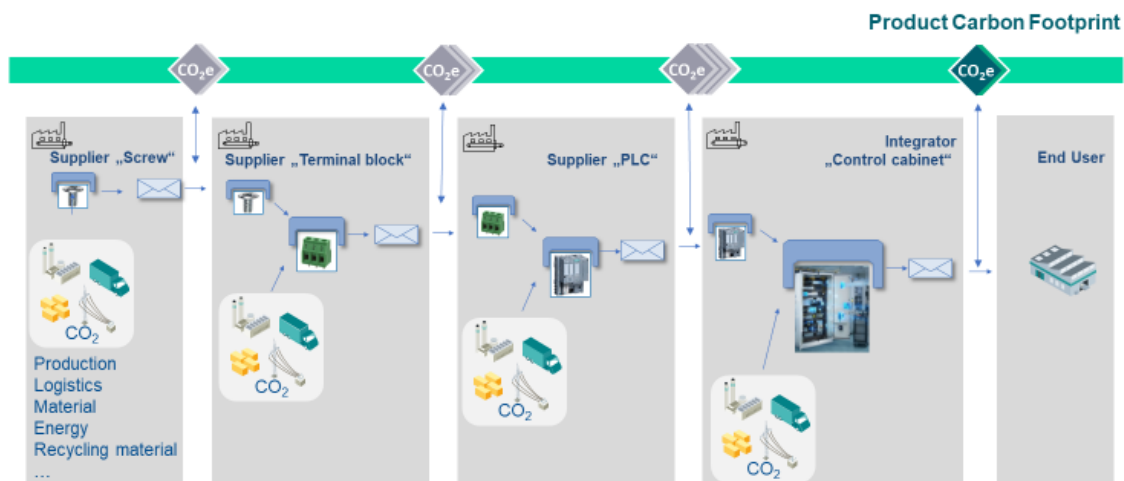 Product Carbon Footprint
CO₂e
CO₂e
CO₂e
CO₂e
Supplier „Screw“
Supplier „Terminal block“
Supplier „PLC“
Integrator
„Control cabinet“
End User
CO₂
Production
Logistics
Material
Energy
Recycling material
...
CO₂
CO₂
CO₂